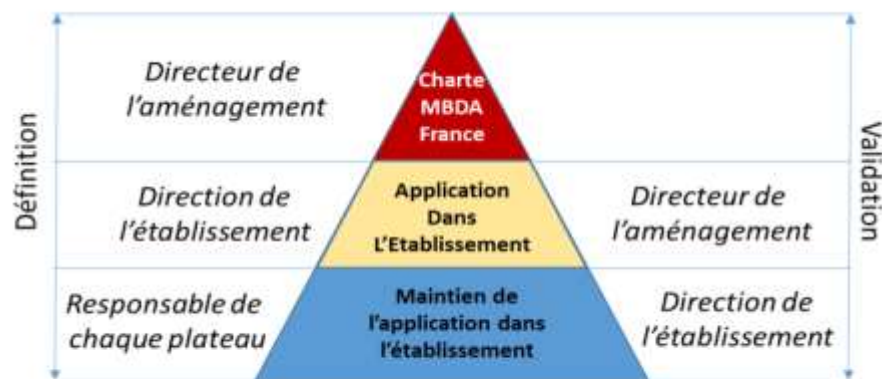 Définition
Directeur de
l'aménagement
Charte
MBDA
France
Validation
Direction de
l'établissement
Application
Dans
L'Etablissement
Directeur de
l'aménagement
Responsable de
chaque plateau
Maintien de
l'application dans
l'établissement
Direction de
l'établissement